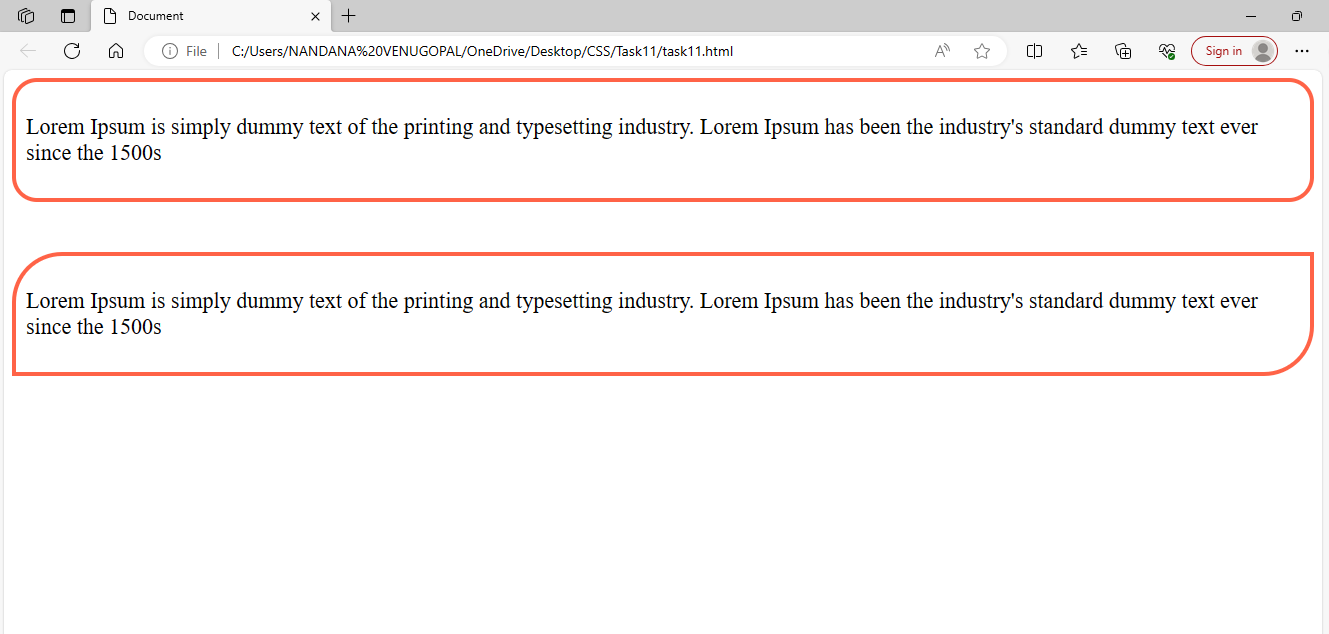 Document
File
C:/Users/NANDANA%20VENUGOPAL/OneDrive/Desktop/CSS/Task11/task11.html
Sign in
Lorem Ipsum is simply dummy text of the printing and typesetting industry. Lorem Ipsum has been the industry's standard dummy text ever
since the 1500s
Lorem Ipsum is simply dummy text of the printing and typesetting industry. Lorem Ipsum has been the industry's standard dummy text ever
since the 1500s